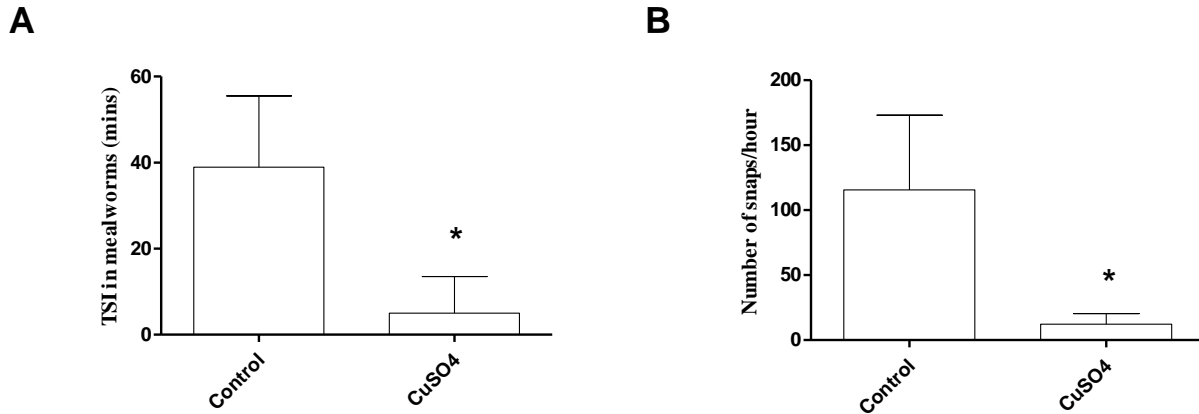 A
TSI in mealworms (mins)
60
40
20
0
*
Control
CuSO4
B
Number of snaps/hour
200
150
100
50
0
*
Control
CuSO4